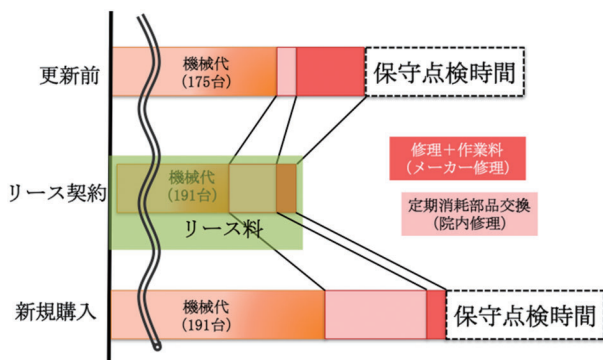 更新前
機械代
(175台)
保守点検時間
修理+作業料
(メーカー修理)
リース契約
機械代
(191台)
リース料
定期消耗部品交換
(院内修理)
新規購入
機械代
(191台)
保守点検時間